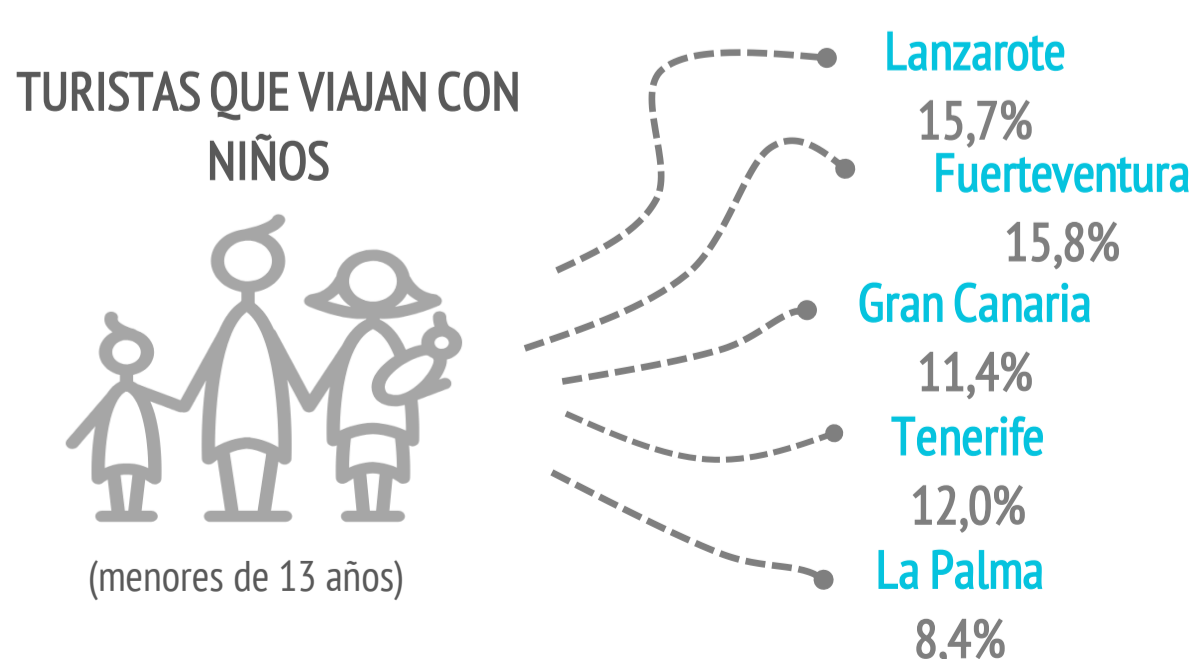 TURISTAS QUE VIAJAN CON
NIÑOS
(menores de 13 años)
Lanzarote
15,7%
Fuerteventura
15,8%
Gran Canaria
11,4%
Tenerife
12,0%
La Palma
8,4%